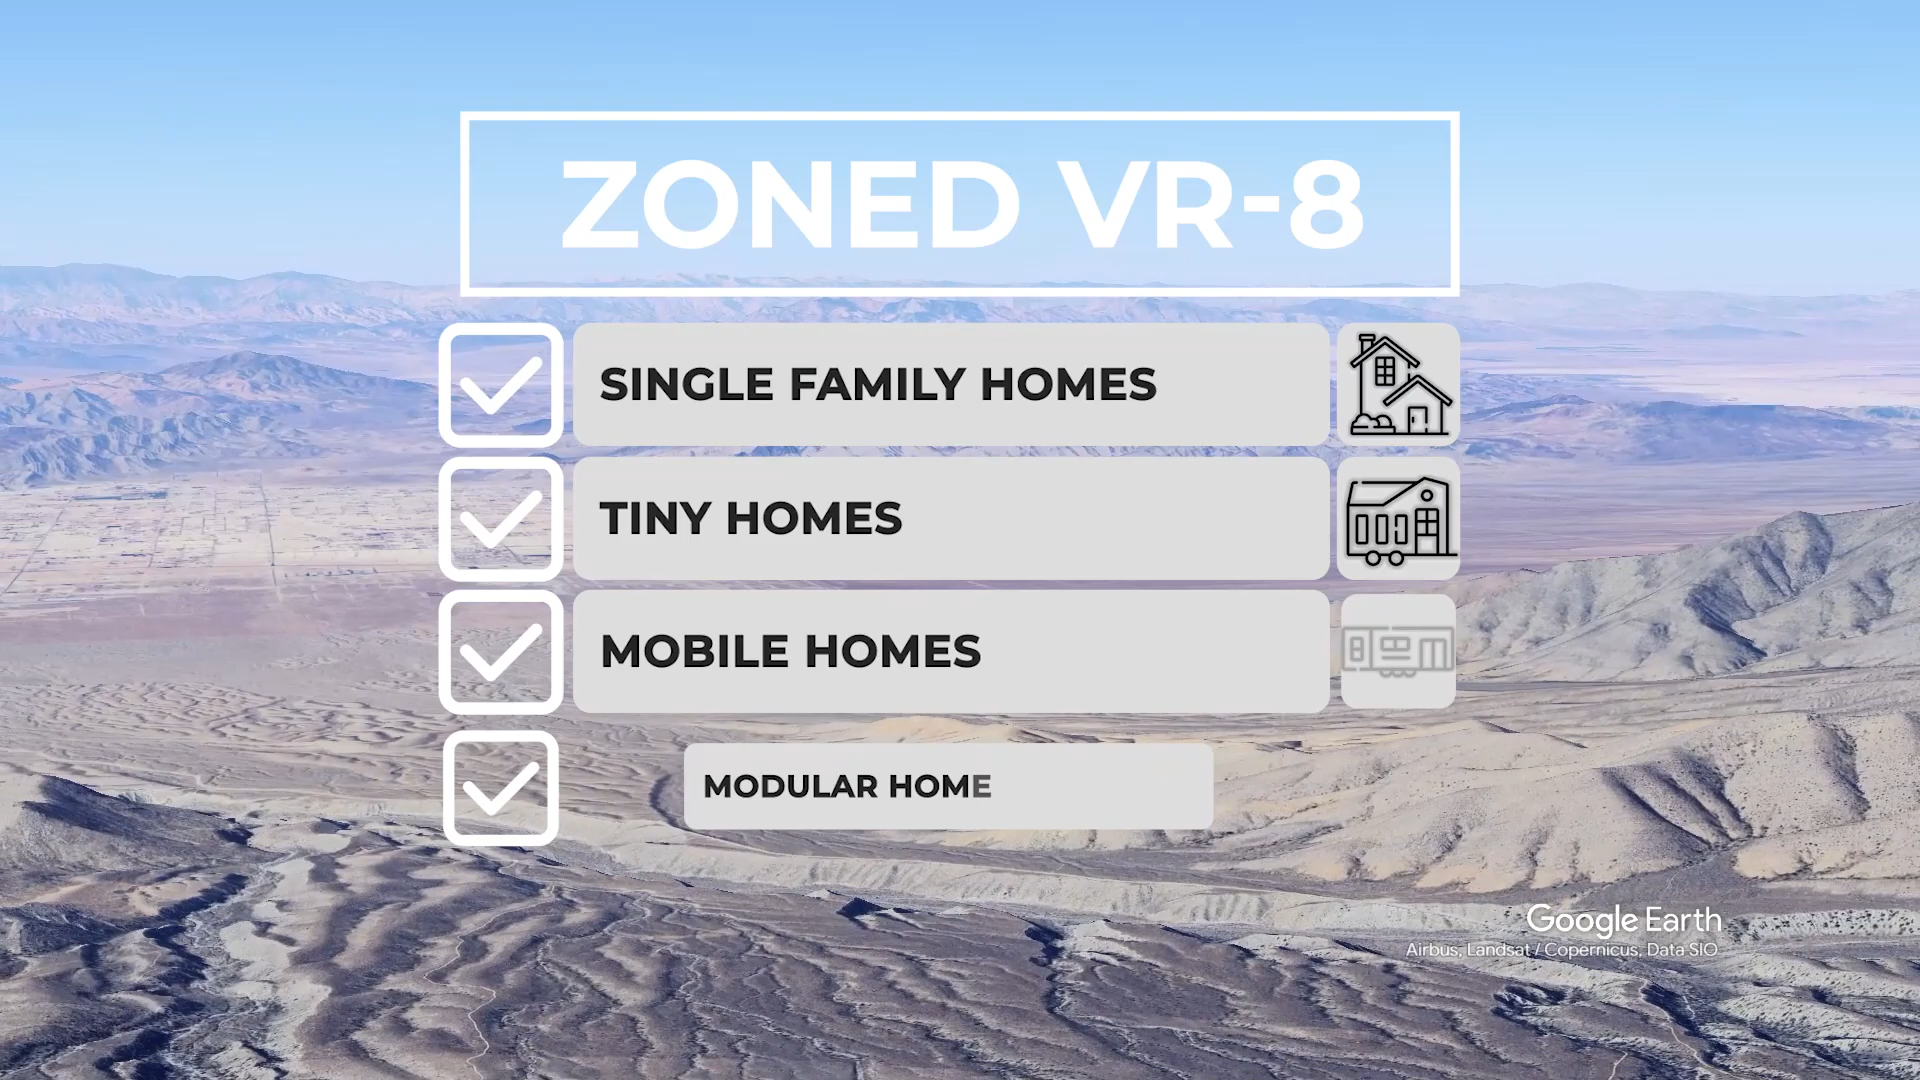 ZONED VR-8
SINGLE FAMILY HOMES
TINY HOMES
MOBILE HOMES
MODULAR HOME
Google Earth
Airbus, Landsat / Copernicus, Data SIO